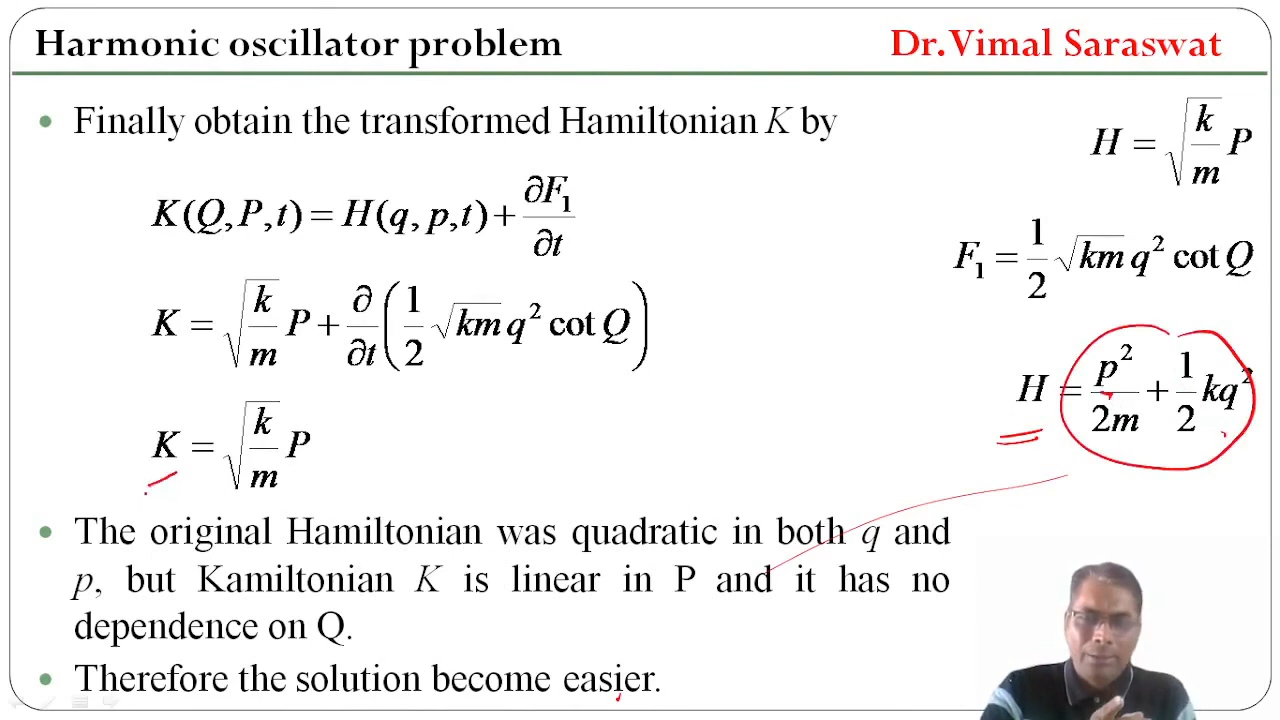 Harmonic oscillator problem Dr. Vimal Saraswat
• Finally obtain the transformed Hamiltonian K by
H = √(k/m) P
K(Q, P, t) = H(q, p, t) + ∂F₁/∂t
F₁ = 1/2 √km q² cot Q
K = √(k/m) P + ∂/∂t (1/2 √km q² cot Q)
H = p²/2m + 1/2 kq²
K = √(k/m) P
• The original Hamiltonian was quadratic in both q and
p, but Kamiltonian K is linear in P and it has no
dependence on Q.
• Therefore the solution become easier.